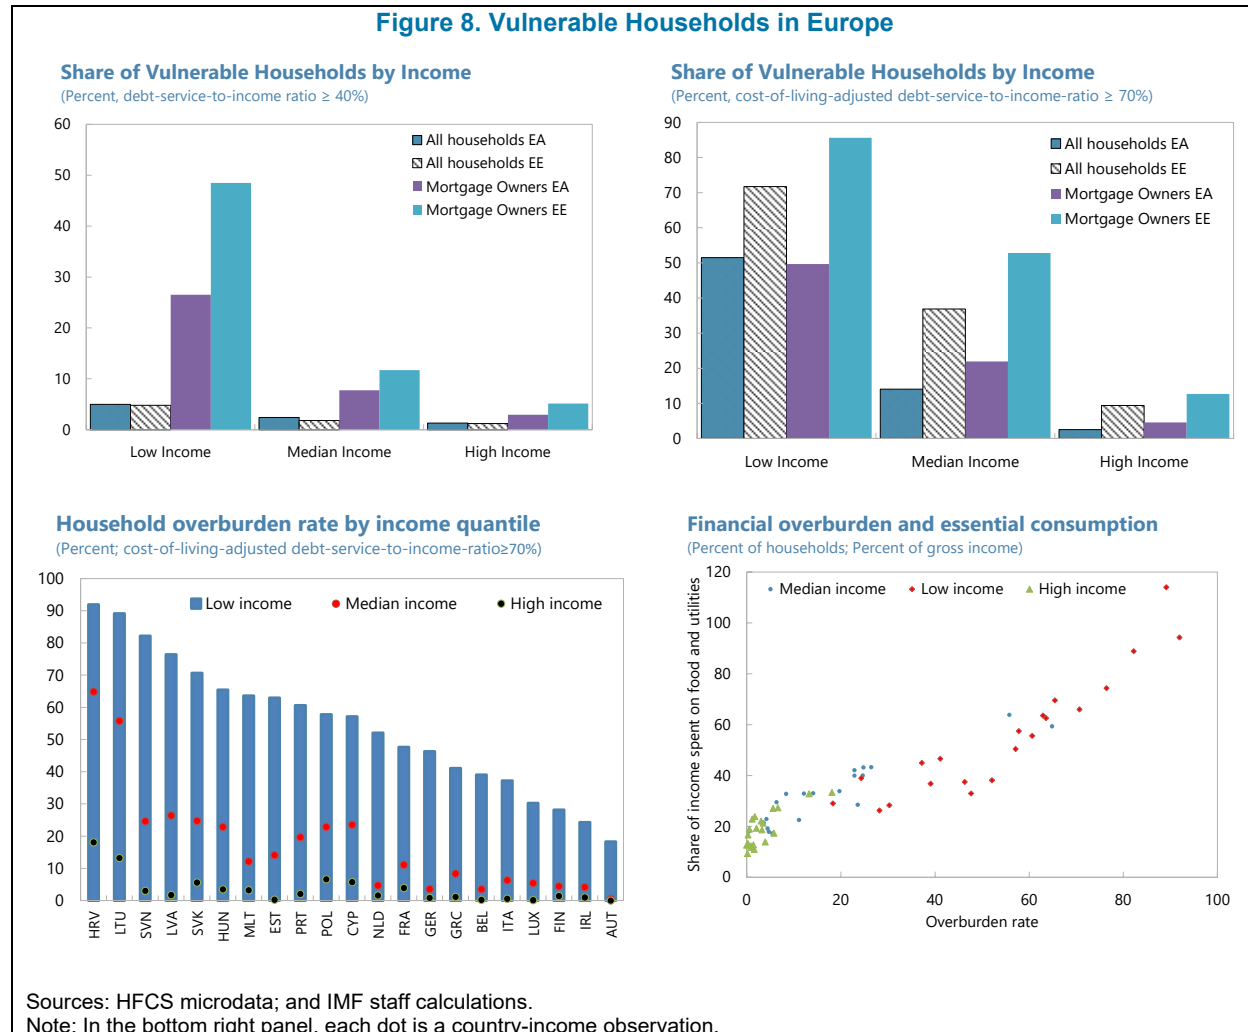 Figure 8. Vulnerable Households in Europe
Share of Vulnerable Households by Income
(Percent, debt-service-to-income ratio ≥ 40%)
60
50
40
30
20
10
0
All households EA
All households EE
Mortgage Owners EA
Mortgage Owners EE
Low Income
Median Income
High Income
Share of Vulnerable Households by Income
(Percent, cost-of-living-adjusted debt-service-to-income-ratio ≥ 70%)
90
80
70
60
50
40
30
20
10
0
All households EA
All households EE
Mortgage Owners EA
Mortgage Owners EE
Low Income
Median Income
High Income
Household overburden rate by income quantile
(Percent; cost-of-living-adjusted debt-service-to-income-ratio≥70%)
100
90
80
70
60
50
40
30
20
10
0
Low income
Median income
High income
HRV
LTU
SVN
LVA
SVK
HUN
MLT
EST
PRT
POL
CYP
NLD
FRA
GER
GRC
BEL
ITA
LUX
FIN
IRL
AUT
Financial overburden and essential consumption
(Percent of households; Percent of gross income)
Share of income spent on food and utilities
120
100
80
60
40
20
0
Median income
Low income
High income
0
20
40
60
80
100
Overburden rate
Sources: HFCS microdata; and IMF staff calculations.
Note: In the bottom right panel, each dot is a country-income observation.